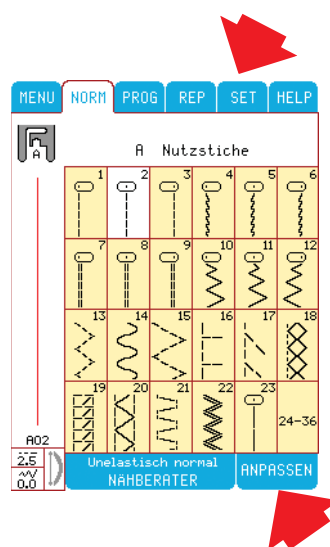 MENU NORM PROG REP SET HELP
A
A Nutzstiche
1 2 3 4 5 6
7 8 9 10 11 12
13 14 15 16 17 18
19 20 21 22 23 24-36
A02
2.5
0.0
Unelastisch normal
NÄHBERATER
ANPASSEN